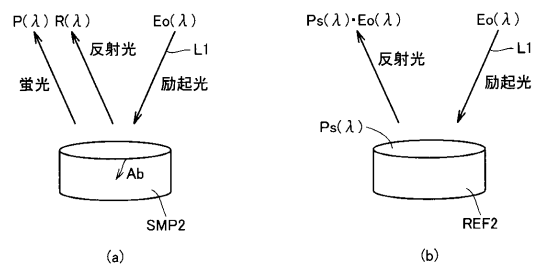 P(λ) R(λ) Eo(λ)
反射光
L1
蛍光
励起光
Ab
SMP2
(a)
Ps(λ)·Eo(λ) Eo(λ)
L1
反射光
励起光
Ps(λ)
REF2
(b)